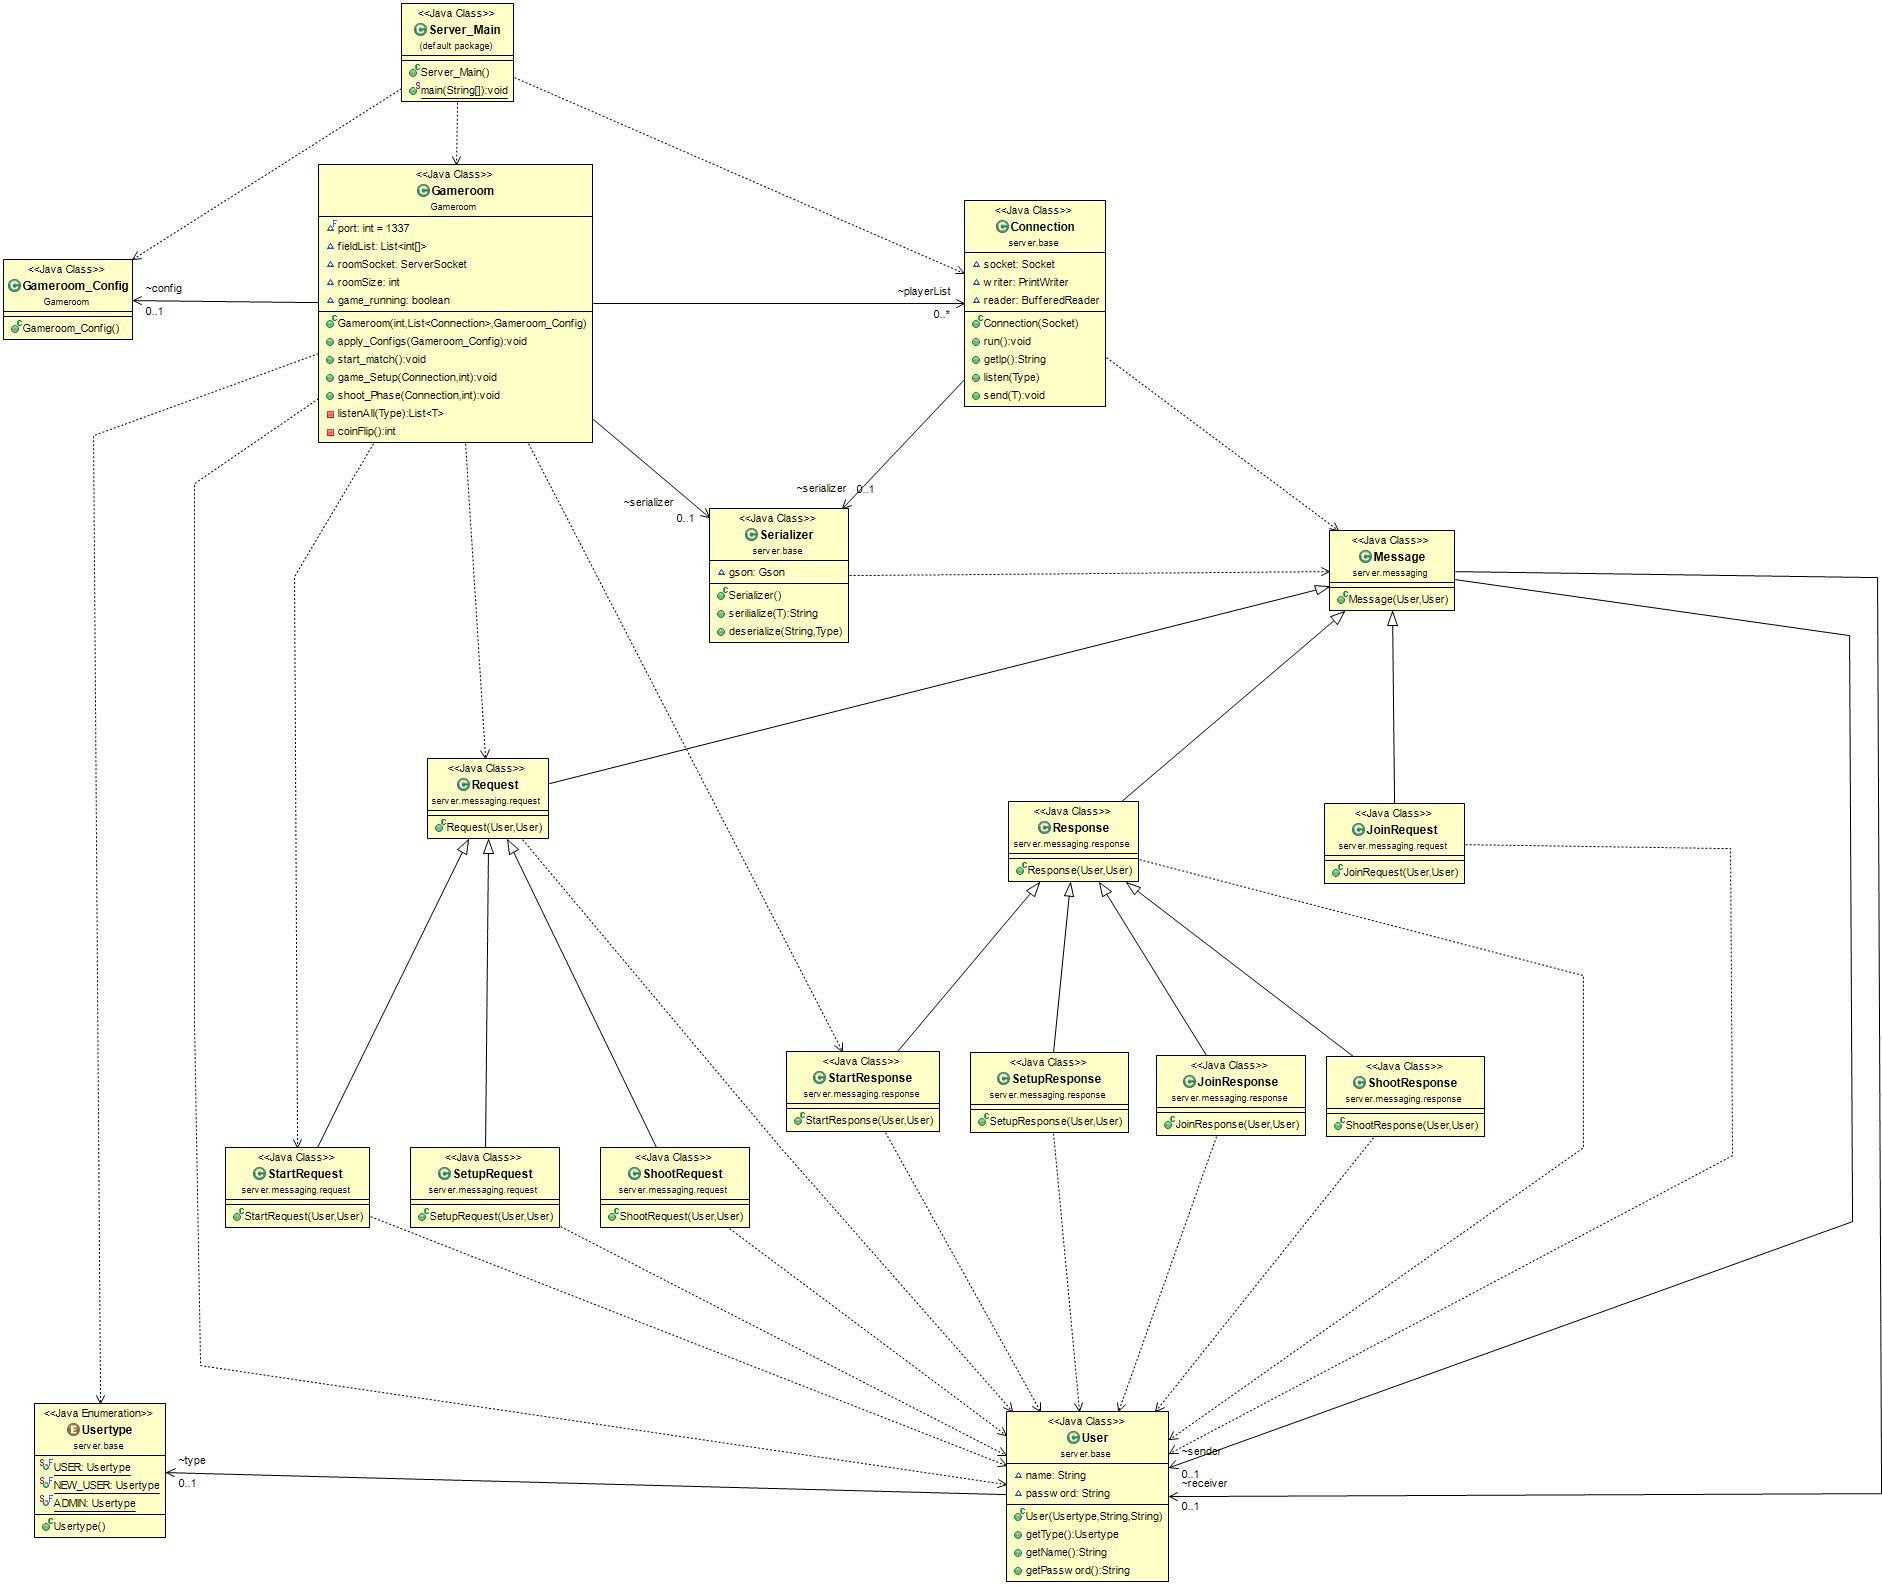 <<Java Class>>
Server_Main
(default package)
Server_Main()
main(String[]):void
<<Java Class>>
Gameroom
Gameroom
port: int = 1337
fieldList: List<int[]>
roomSocket: ServerSocket
roomSize: int
game_running: boolean
Gameroom(int,List<Connection>,Gameroom_Config)
apply_Configs(Gameroom_Config):void
start_match():void
game_Setup(Connection,int):void
shoot_Phase(Connection,int):void
listenAll(Type):List<T>
coinFlip():int
<<Java Class>>
Connection
server.base
socket: Socket
writer: PrintWriter
reader: BufferedReader
Connection(Socket)
run():void
getIp():String
listen(Type)
send(T):void
<<Java Class>>
Gameroom_Config
Gameroom
Gameroom_Config()
~config
0..1
~playerList
0..*
~serializer
0..1
~serializer
0..1
<<Java Class>>
Serializer
server.base
gson: Gson
Serializer()
serilialize(T):String
deserialize(String,Type)
<<Java Class>>
Message
server.messaging
Message(User,User)
<<Java Class>>
Request
server.messaging.request
Request(User,User)
<<Java Class>>
Response
server.messaging.response
Response(User,User)
<<Java Class>>
JoinRequest
server.messaging.request
JoinRequest(User,User)
<<Java Class>>
StartResponse
server.messaging.response
StartResponse(User,User)
<<Java Class>>
SetupResponse
server.messaging.response
SetupResponse(User,User)
<<Java Class>>
JoinResponse
server.messaging.response
JoinResponse(User,User)
<<Java Class>>
ShootResponse
server.messaging.response
ShootResponse(User,User)
<<Java Class>>
StartRequest
server.messaging.request
StartRequest(User,User)
<<Java Class>>
SetupRequest
server.messaging.request
SetupRequest(User,User)
<<Java Class>>
ShootRequest
server.messaging.request
ShootRequest(User,User)
<<Java Enumeration>>
Usertype
server.base
USER: Usertype
NEW_USER: Usertype
ADMIN: Usertype
Usertype()
~type
0..1
<<Java Class>>
User
server.base
name: String
password: String
User(Usertype,String,String)
getType():Usertype
getName():String
getPassword():String
~sender
0..1
~receiver
0..1